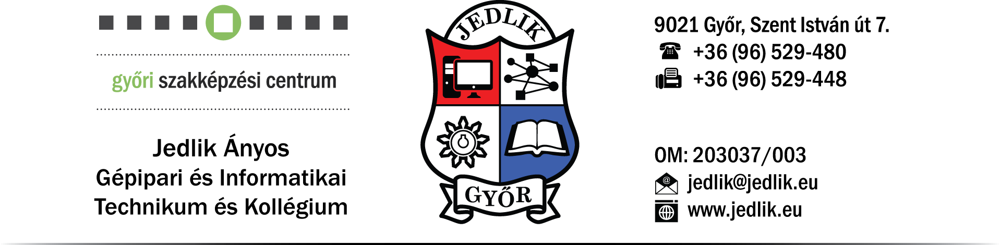 győri szakképzési centrum
Jedlik Ányos
Gépipari és Informatikai
Technikum és Kollégium
JEDLIK
GYŐR
9021 Győr, Szent István út 7.
+36 (96) 529-480
+36 (96) 529-448
OM: 203037/003
@
jedlik@jedlik.eu
www.jedlik.eu